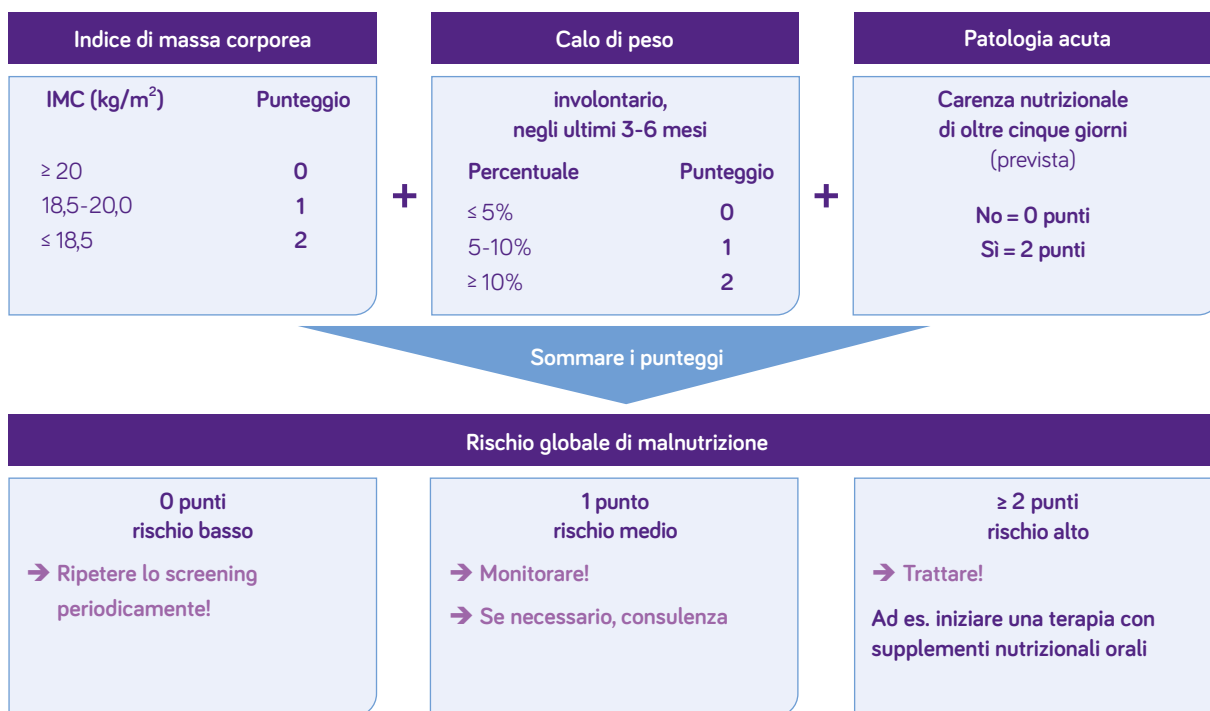 Indice di massa corporea
IMC (kg/m²) Punteggio
≥ 20 0
18,5-20,0 1
≤ 18,5 2
+
Calo di peso
involontario,
negli ultimi 3-6 mesi
Percentuale Punteggio
≤ 5% 0
5-10% 1
≥ 10% 2
+
Patologia acuta
Carenza nutrizionale
di oltre cinque giorni
(prevista)
No = 0 punti
Sì = 2 punti
Sommare i punteggi
Rischio globale di malnutrizione
0 punti
rischio basso
➔ Ripetere lo screening
periodicamente!
1 punto
rischio medio
➔ Monitorare!
➔ Se necessario, consulenza
≥ 2 punti
rischio alto
➔ Trattare!
Ad es. iniziare una terapia con
supplementi nutrizionali orali